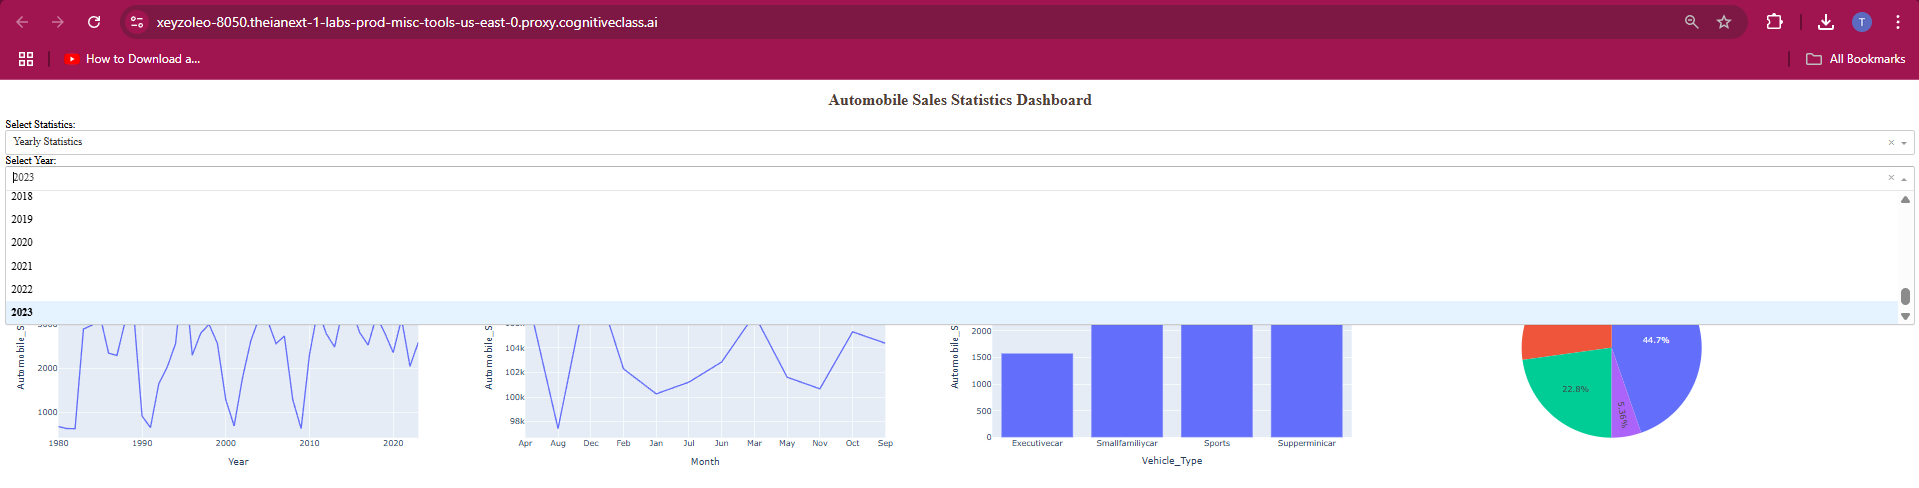 xeyzoleo-8050.theianext-1-labs-prod-misc-tools-us-east-0.proxy.cognitiveclass.ai
T
How to Download a...
All Bookmarks
Automobile Sales Statistics Dashboard
Select Statistics:
Yearly Statistics
Select Year:
2023
2018
2019
2020
2021
2022
2023
2000
1000
1980
1990
2000
2010
2020
Year
Automobile_S
104k
102k
100k
98k
Apr
Aug
Dec
Feb
Jan
Jul
Jun
Mar
May
Nov
Oct
Sep
Month
Automobile_S
2000
1500
1000
500
0
Executivecar
Smallfamiliycar
Sports
Supperminicar
Vehicle_Type
Automobile_S
44.7%
22.8%
5.36%